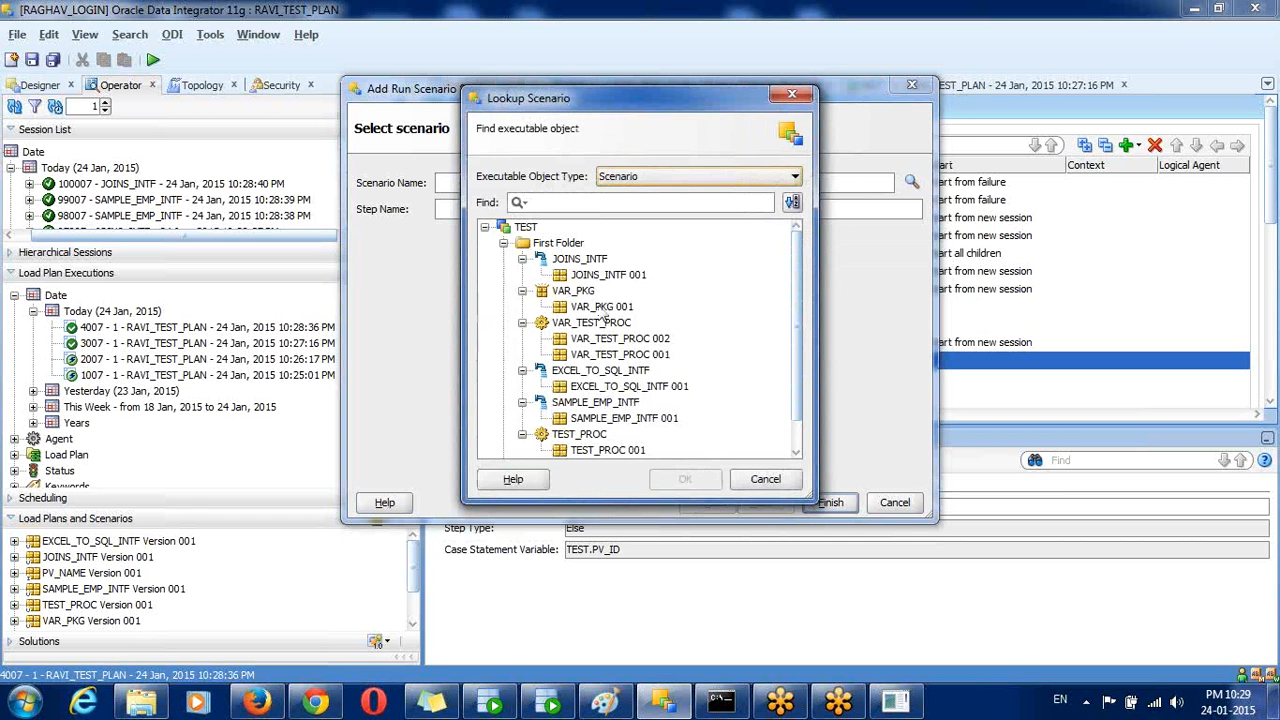 [RAGHAV_LOGIN] Oracle Data Integrator 11g : RAVI_TEST_PLAN
File Edit View Search ODI Tools Window Help
Designer × Operator × Topology × Security ×
1
Session List
Date
Today (24 Jan, 2015)
100007 - JOINS_INTF - 24 Jan, 2015 10:28:40 PM
99007 - SAMPLE_EMP_INTF - 24 Jan, 2015 10:28:39 PM
98007 - SAMPLE_EMP_INTF - 24 Jan, 2015 10:28:38 PM
Hierarchical Sessions
Load Plan Executions
Date
Today (24 Jan, 2015)
4007 - 1 - RAVI_TEST_PLAN - 24 Jan, 2015 10:28:36 PM
3007 - 1 - RAVI_TEST_PLAN - 24 Jan, 2015 10:27:16 PM
2007 - 1 - RAVI_TEST_PLAN - 24 Jan, 2015 10:26:17 PM
1007 - 1 - RAVI_TEST_PLAN - 24 Jan, 2015 10:25:01 PM
Yesterday (23 Jan, 2015)
This Week - from 18 Jan, 2015 to 24 Jan, 2015
Years
Agent
Load Plan
Status
Keywords
Scheduling
Load Plans and Scenarios
EXCEL_TO_SQL_INTF Version 001
JOINS_INTF Version 001
PV_NAME Version 001
SAMPLE_EMP_INTF Version 001
TEST_PROC Version 001
VAR_PKG Version 001
Solutions
4007 - 1 - RAVI_TEST_PLAN - 24 Jan, 2015 10:28:36 PM
Add Run Scenario
Select scenario
Scenario Name:
Step Name:
Help Finish Cancel
Lookup Scenario
Find executable object
Executable Object Type: Scenario
Find:
TEST
First Folder
JOINS_INTF
JOINS_INTF 001
VAR_PKG
VAR_PKG 001
VAR_TEST_PROC
VAR_TEST_PROC 002
VAR_TEST_PROC 001
EXCEL_TO_SQL_INTF
EXCEL_TO_SQL_INTF 001
SAMPLE_EMP_INTF
SAMPLE_EMP_INTF 001
TEST_PROC
TEST_PROC 001
Help OK Cancel
ST_PLAN - 24 Jan, 2015 10:27:16 PM ×
art Context Logical Agent
art from failure
art from failure
art from new session
art from new session
art all children
art from new session
art from new session
Find
Step Type: Else
Case Statement Variable: TEST.PV_ID
EN
PM 10:29
24-01-2015